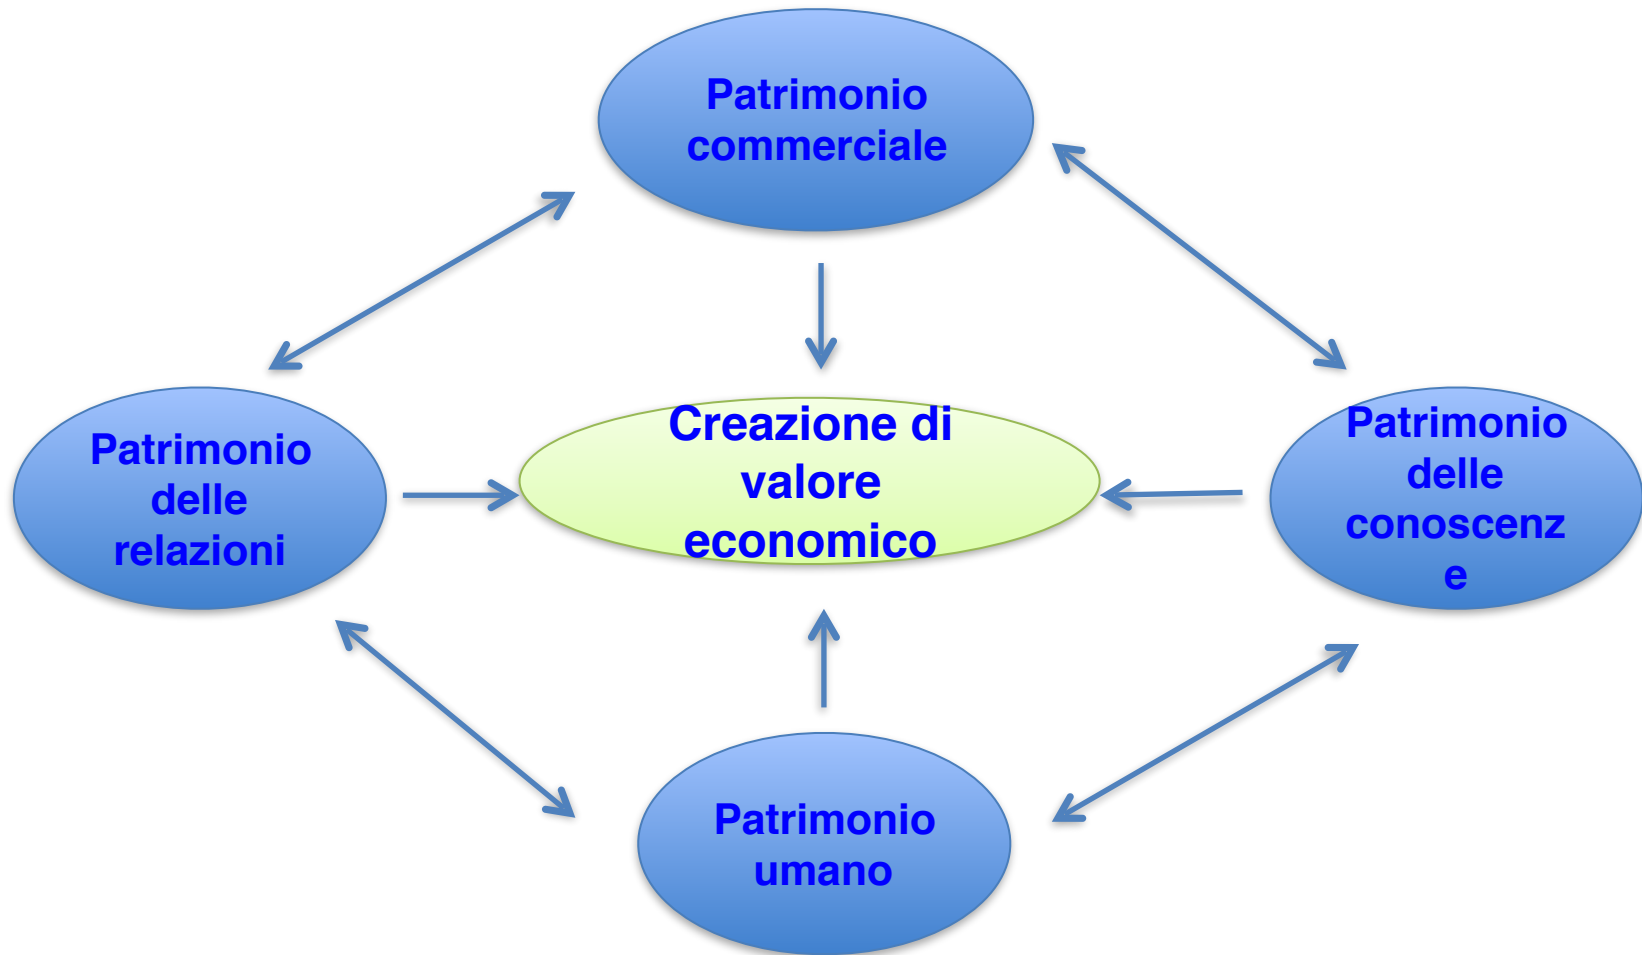 Patrimonio
commerciale
Patrimonio
delle
relazioni
Creazione di
valore
economico
Patrimonio
delle
conoscenz
e
Patrimonio
umano